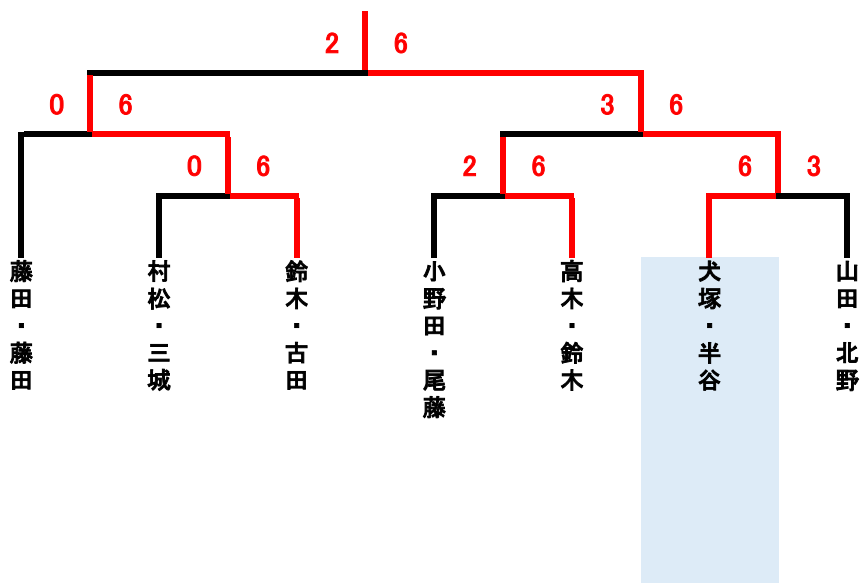 2 6
0 6
3 6
0 6
2 6
6 3
藤田・藤田
村松・三城
鈴木・古田
小野田・尾藤
高木・鈴木
犬塚・半谷
山田・北野